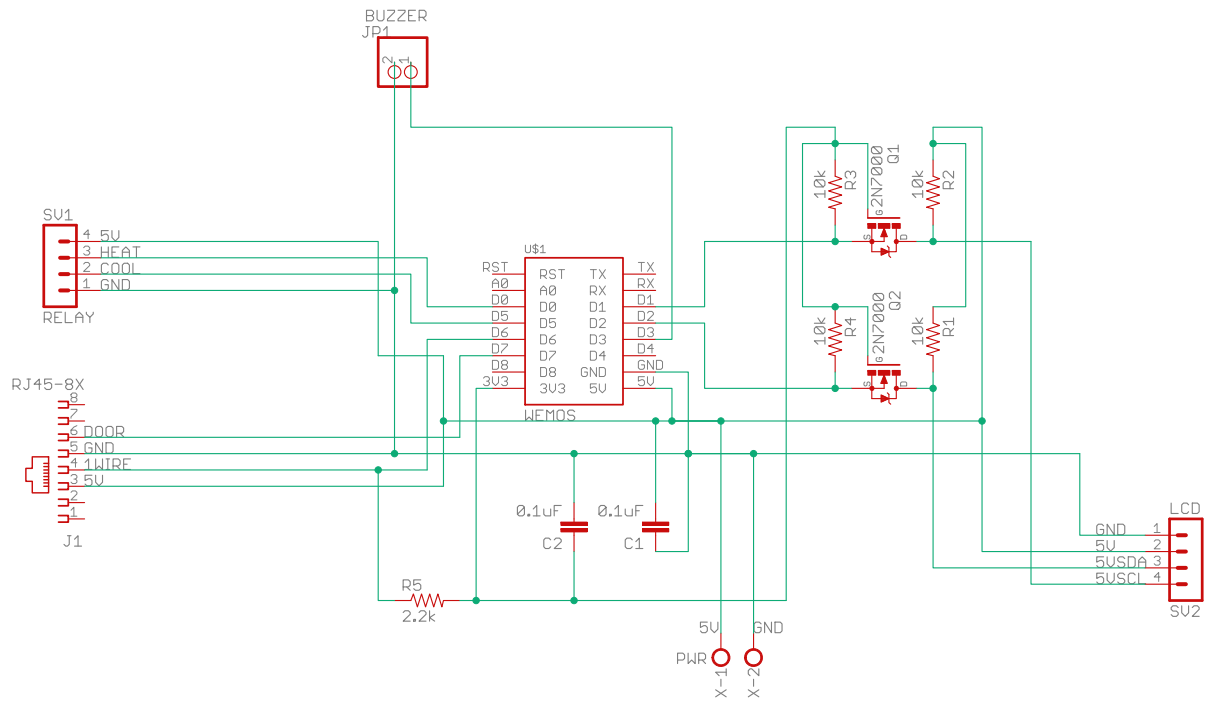 BUZZER
JP1
2
1
SV1
4 5V
3 HEAT
2 COOL
1 GND
RELAY
U$1
RST RST TX TX
A0 A0 RX RX
D0 D0 D1 D1
D5 D5 D2 D2
D6 D6 D3 D3
D7 D7 D4 D4
D8 D8 GND GND
3V3 3V3 5V 5V
WEMOS
10k
R3
2N7000
Q1
G
S
D
10k
R2
10k
R4
2N7000
Q2
G
S
D
10k
R1
RJ45-8X
8
7
6 DOOR
5 GND
4 1WIRE
3 5V
2
1
J1
0.1uF
C2
0.1uF
C1
R5
2.2k
5V
GND
PWR
X-1
X-2
LCD
GND 1
5V 2
5VSDA 3
5VSCL 4
SV2